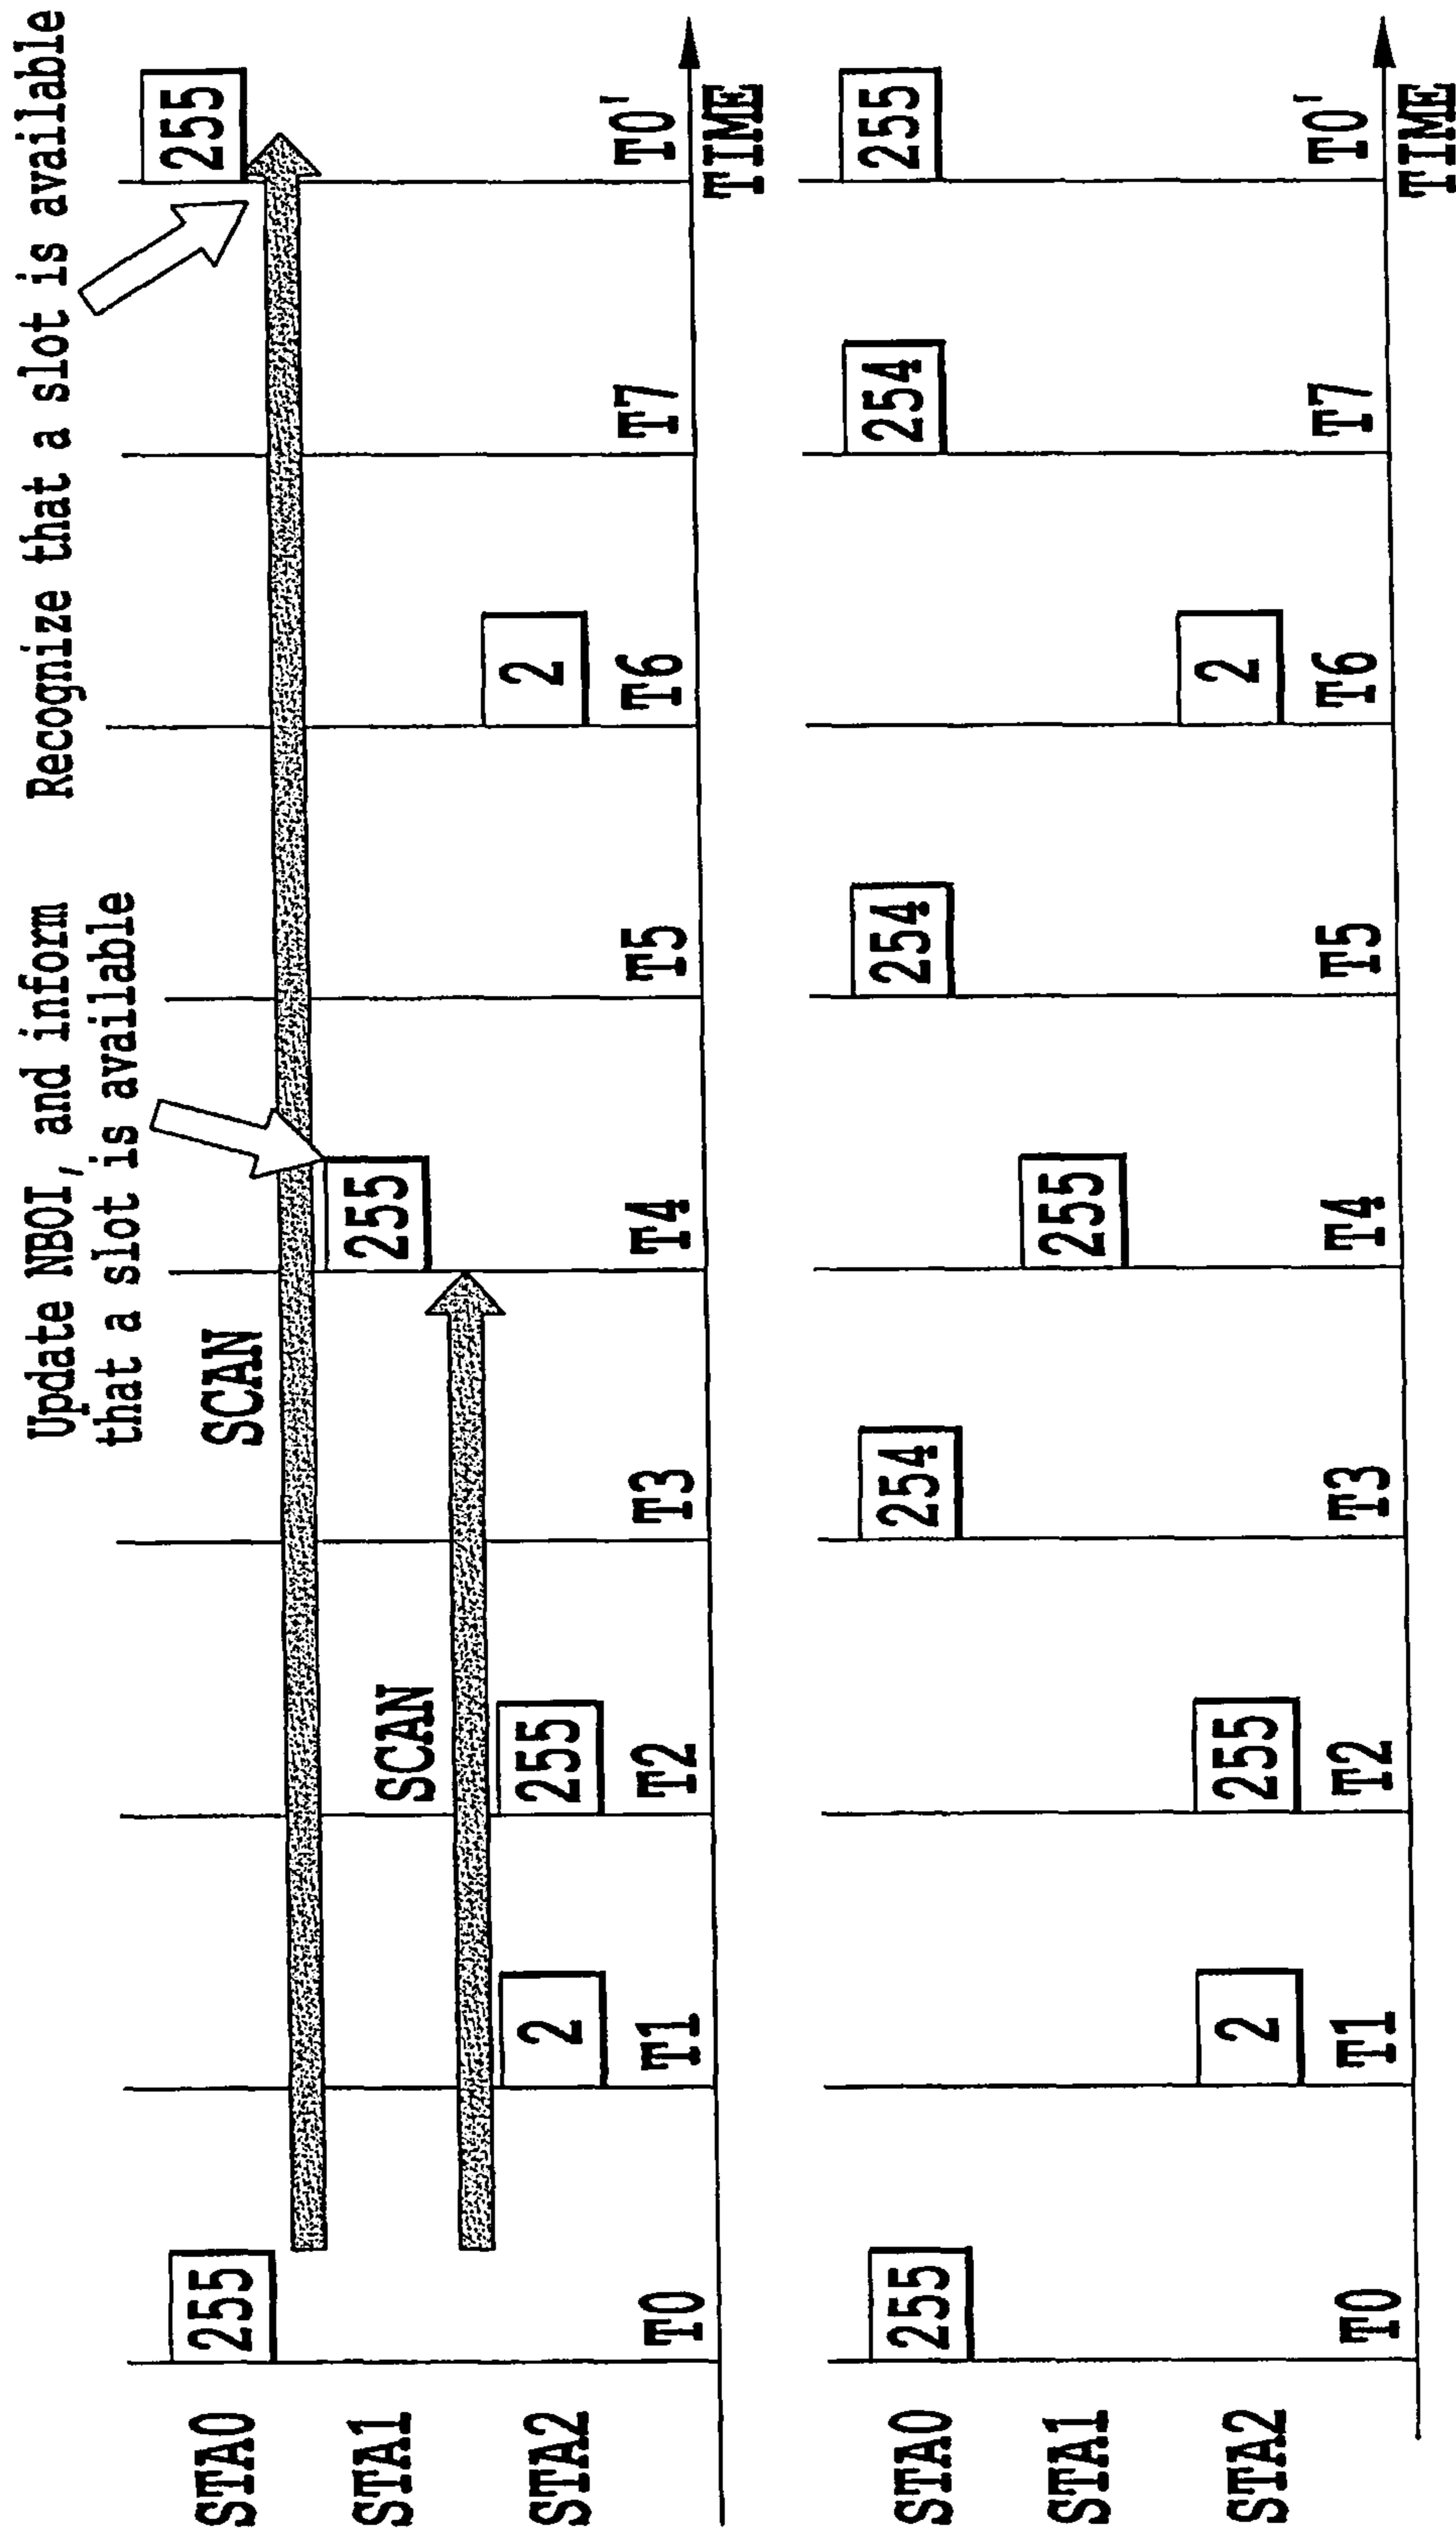 Update NBOI, and inform
that a slot is available
Recognize that a slot is available
SCAN
SCAN
STA0
255
255
STA1
255
STA2
2
255
2
T0
T1
T2
T3
T4
T5
T6
T7
T0'
TIME
STA0
255
254
254
254
255
STA1
255
STA2
2
255
2
T0
T1
T2
T3
T4
T5
T6
T7
T0'
TIME